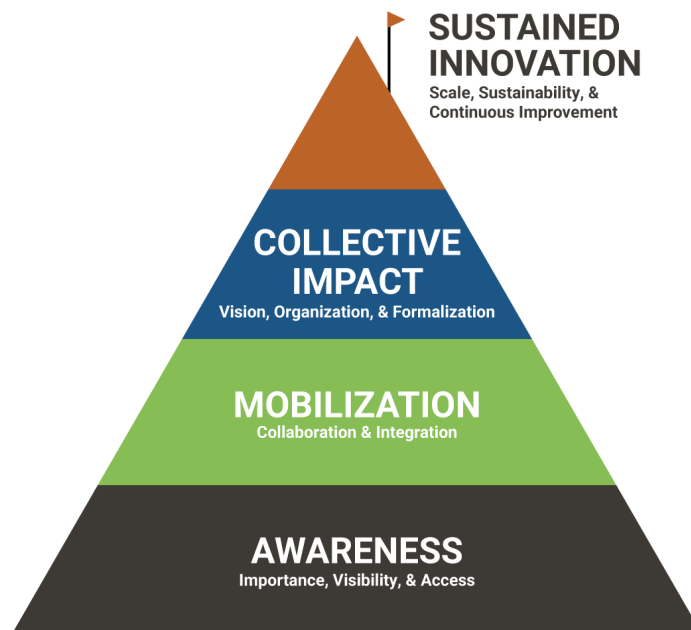 SUSTAINED
INNOVATION
Scale, Sustainability, &
Continuous Improvement
COLLECTIVE
IMPACT
Vision, Organization, & Formalization
MOBILIZATION
Collaboration & Integration
AWARENESS
Importance, Visibility, & Access